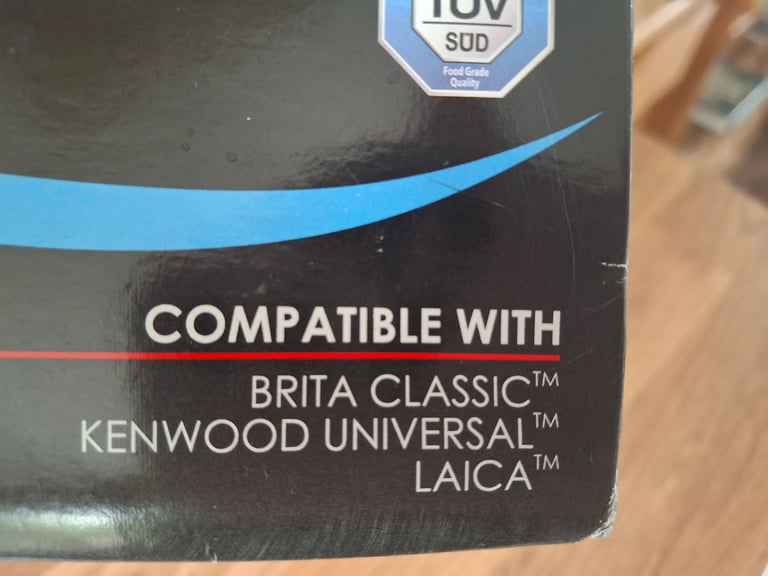 TÜV
SÜD
Food Grade
Quality
COMPATIBLE WITH
BRITA CLASSIC™
KENWOOD UNIVERSAL™
LAICA™